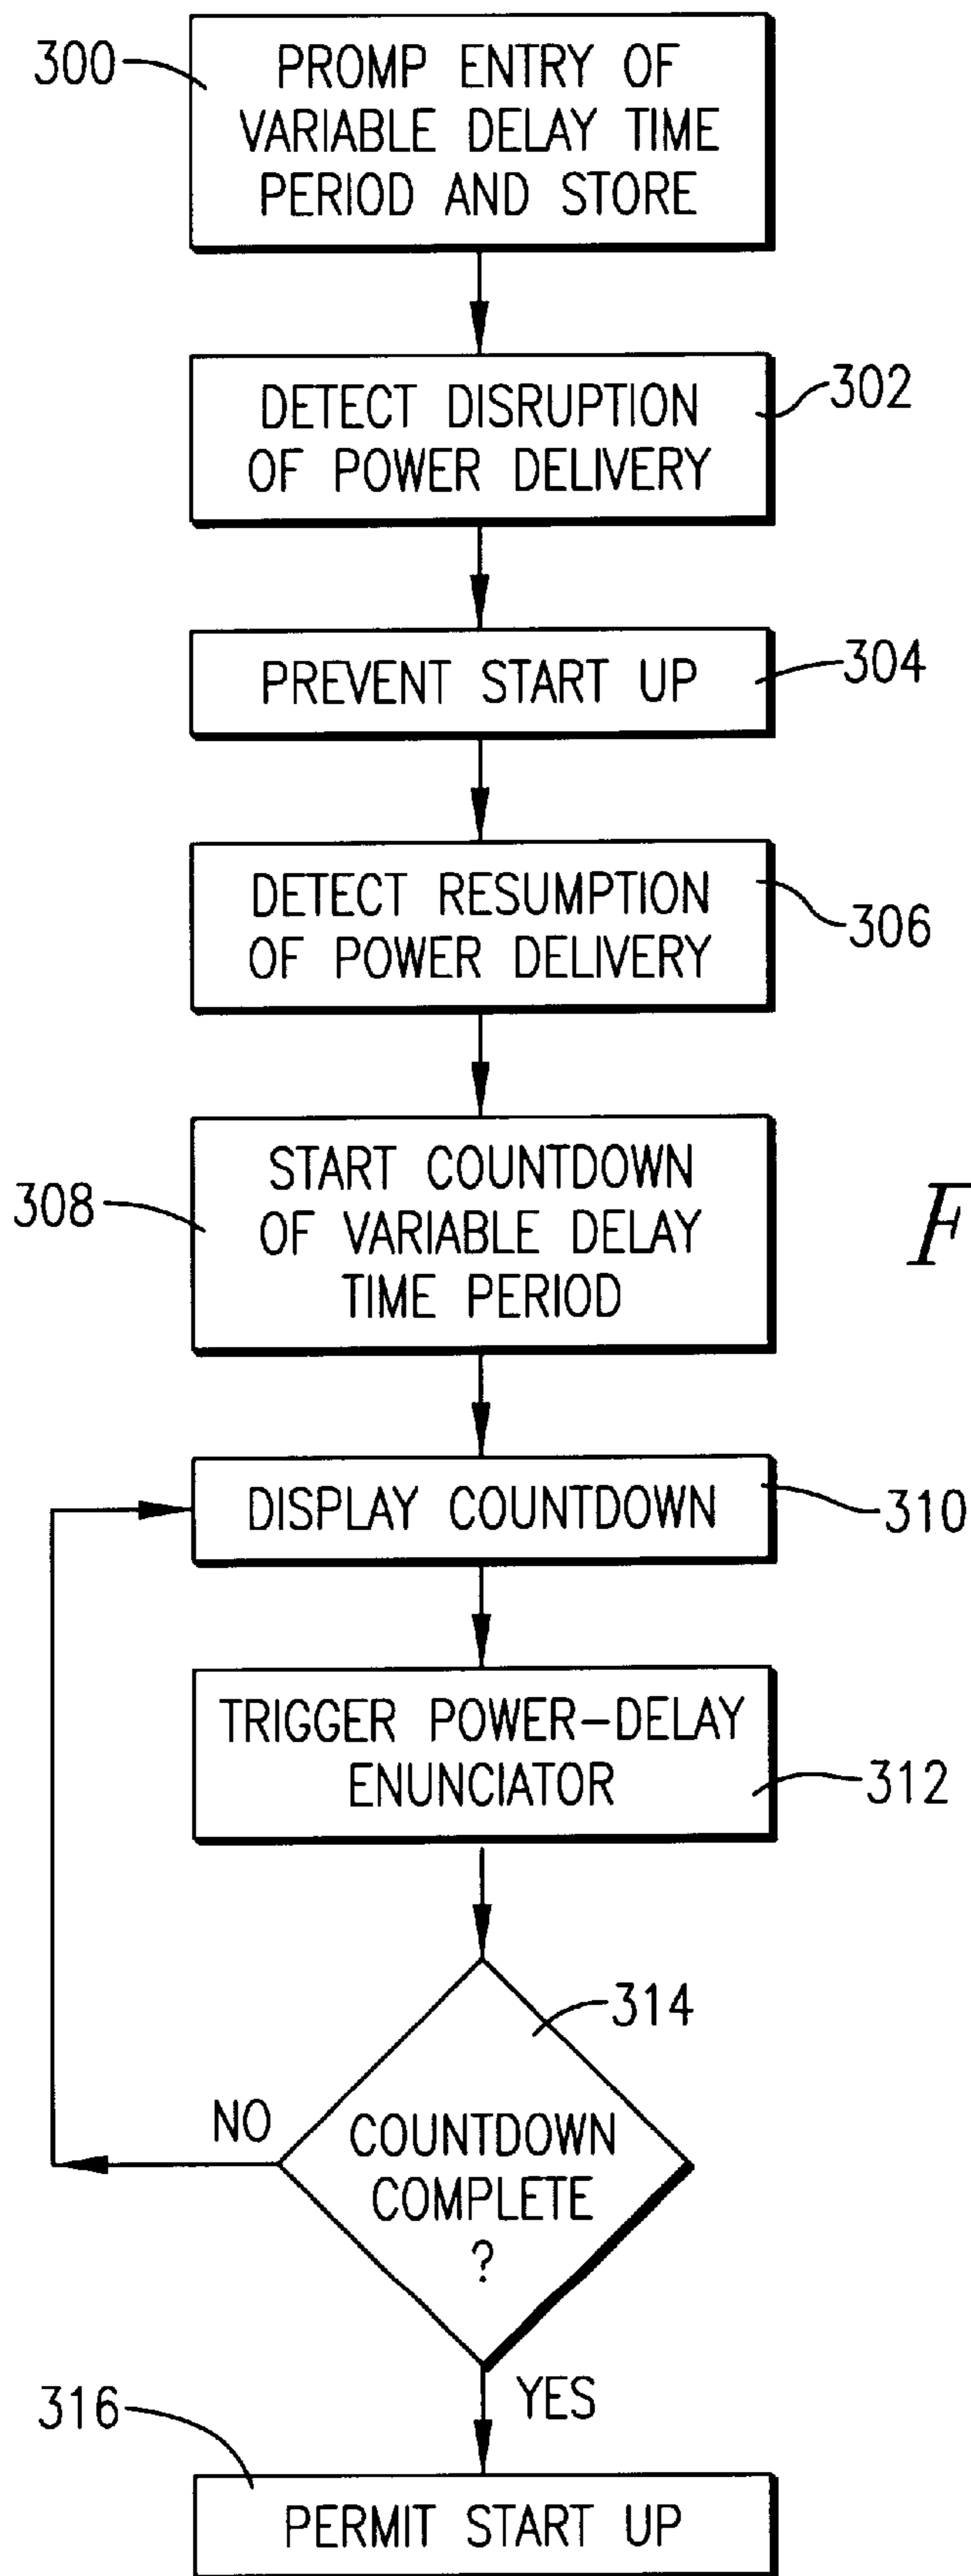 300
PROMP ENTRY OF
VARIABLE DELAY TIME
PERIOD AND STORE
DETECT DISRUPTION
OF POWER DELIVERY
302
PREVENT START UP
304
DETECT RESUMPTION
OF POWER DELIVERY
306
308
START COUNTDOWN
OF VARIABLE DELAY
TIME PERIOD
F
DISPLAY COUNTDOWN
310
TRIGGER POWER-DELAY
ENUNCIATOR
312
314
NO
COUNTDOWN
COMPLETE
?
YES
316
PERMIT START UP